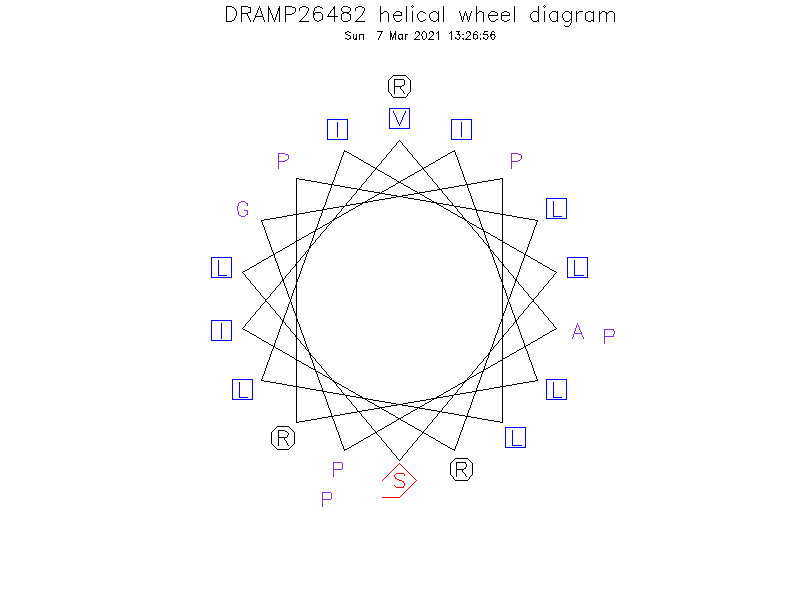 DRAMP26482 helical wheel diagram
Sun 7 Mar 2021 13:26:56
R
V
I I
P P
G L
L L
I A P
L L
R L
P S R
P